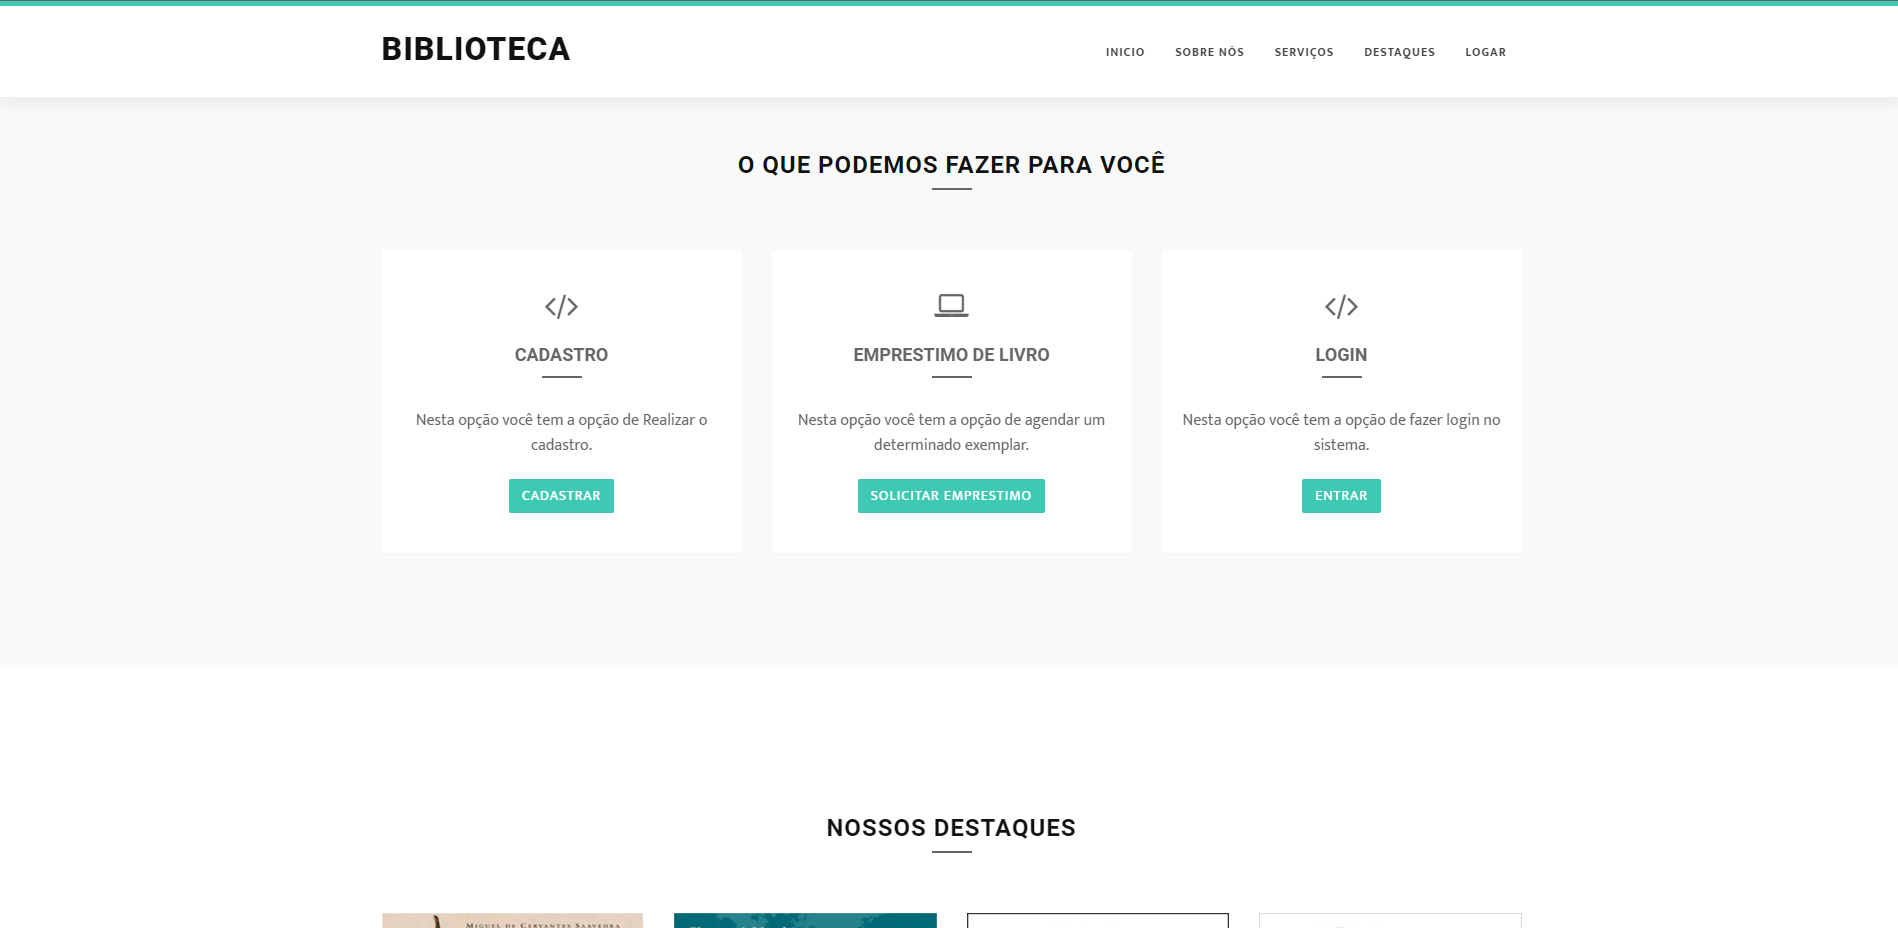 BIBLIOTECA
INICIO SOBRE NÓS SERVIÇOS DESTAQUES LOGAR
O QUE PODEMOS FAZER PARA VOCÊ
CADASTRO
Nesta opção você tem a opção de Realizar o
cadastro.
CADASTRAR
EMPRESTIMO DE LIVRO
Nesta opção você tem a opção de agendar um
determinado exemplar.
SOLICITAR EMPRESTIMO
LOGIN
Nesta opção você tem a opção de fazer login no
sistema.
ENTRAR
NOSSOS DESTAQUES
MIGUEL DE CERVANTES SAAVEDRA